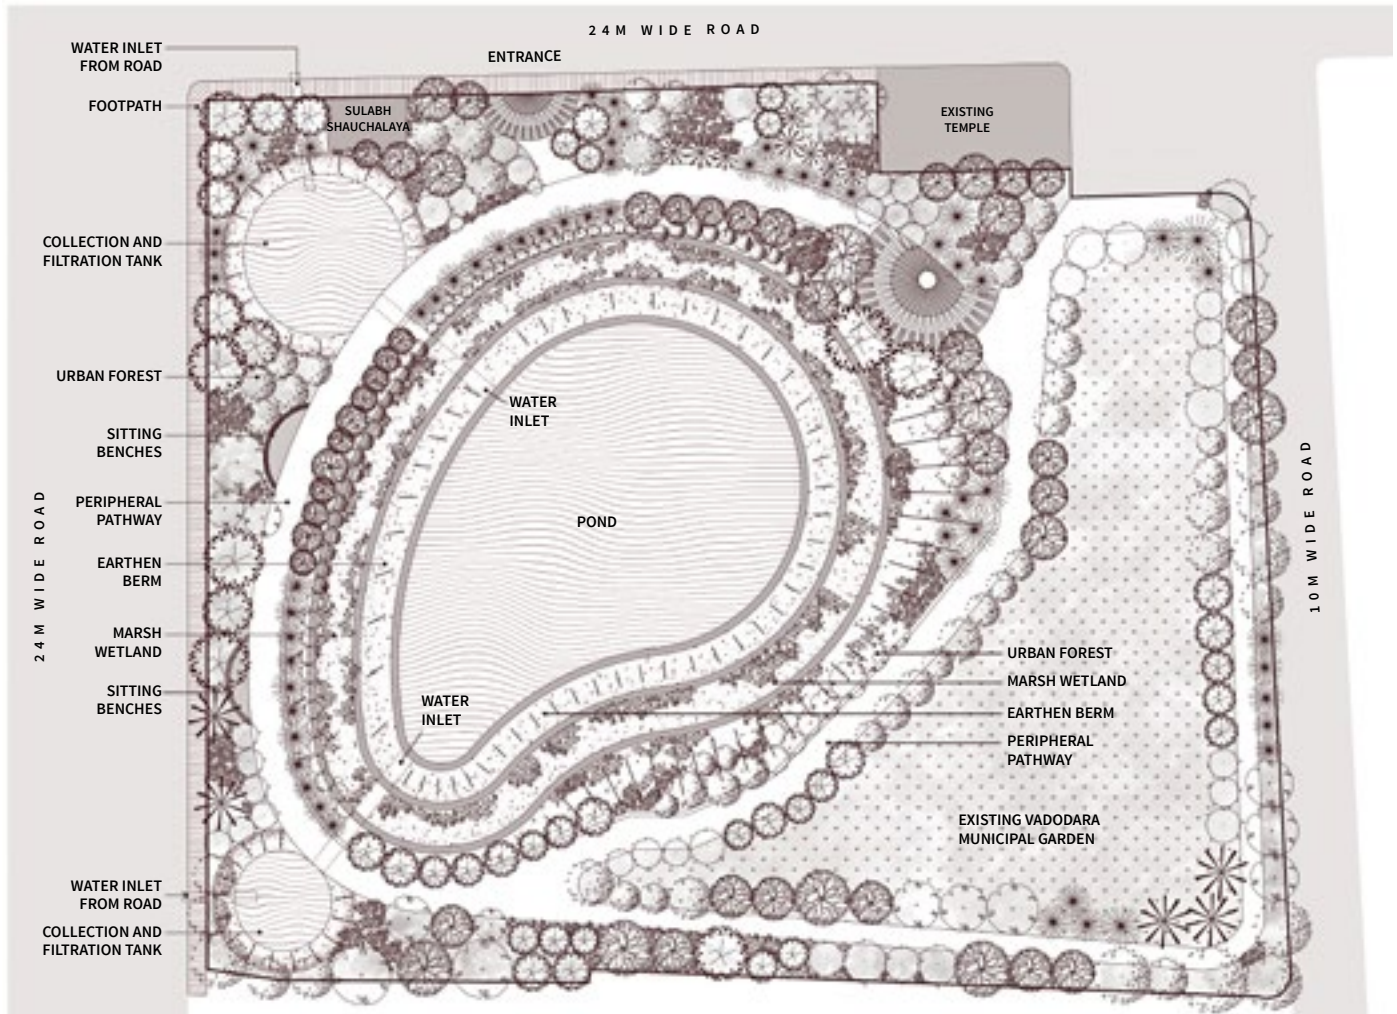 24M WIDE ROAD
WATER INLET
FROM ROAD
ENTRANCE
FOOTPATH
SULABH
SHAUCHALAYA
EXISTING
TEMPLE
COLLECTION AND
FILTRATION TANK
URBAN FOREST
WATER
INLET
SITTING
BENCHES
PERIPHERAL
PATHWAY
POND
24M WIDE ROAD
10M WIDE ROAD
EARTHEN
BERM
MARSH
WETLAND
SITTING
BENCHES
WATER
INLET
URBAN FOREST
MARSH WETLAND
EARTHEN BERM
PERIPHERAL
PATHWAY
EXISTING VADODARA
MUNICIPAL GARDEN
WATER INLET
FROM ROAD
COLLECTION AND
FILTRATION TANK